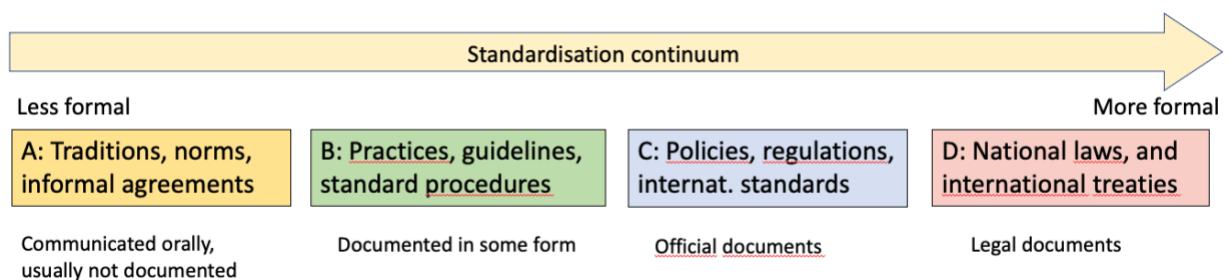 Standardisation continuum
Less formal
More formal
A: Traditions, norms,
informal agreements
B: Practices, guidelines,
standard procedures
C: Policies, regulations,
internat. standards
D: National laws, and
international treaties
Communicated orally,
usually not documented
Documented in some form
Official documents
Legal documents